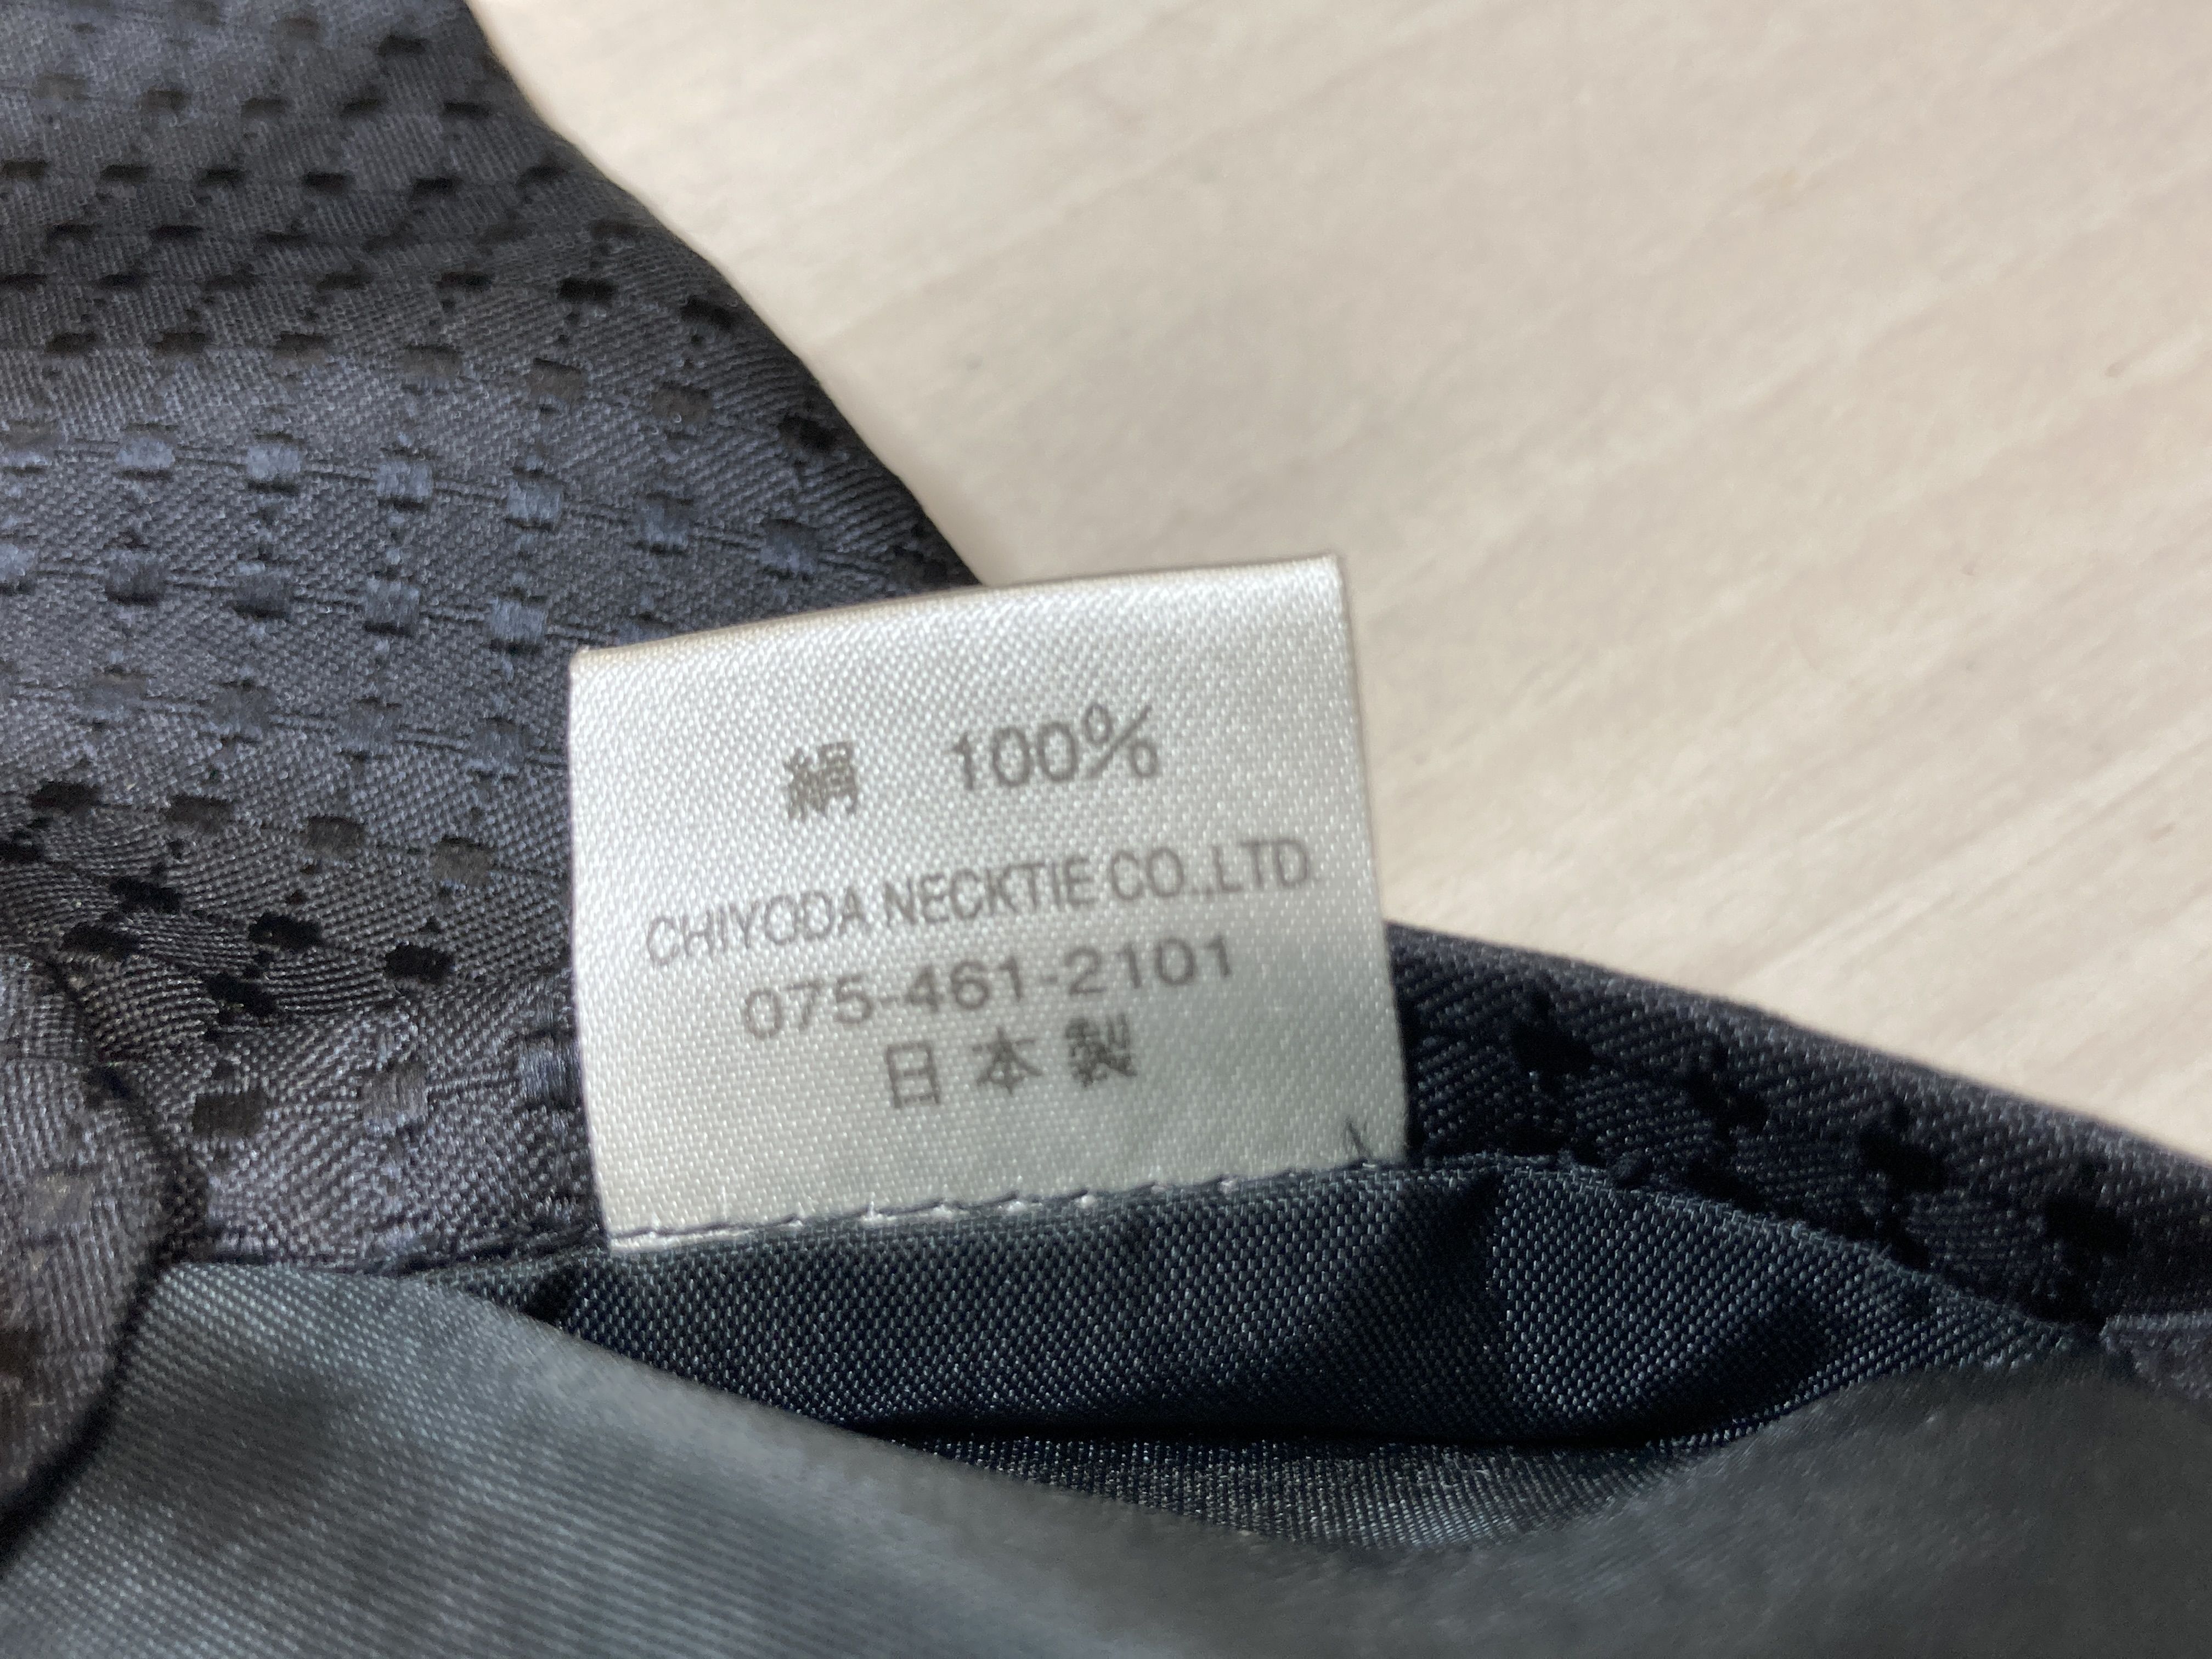 絹 100%
CHIYODA NECKTIE CO.,LTD
075-461-2101
日本製